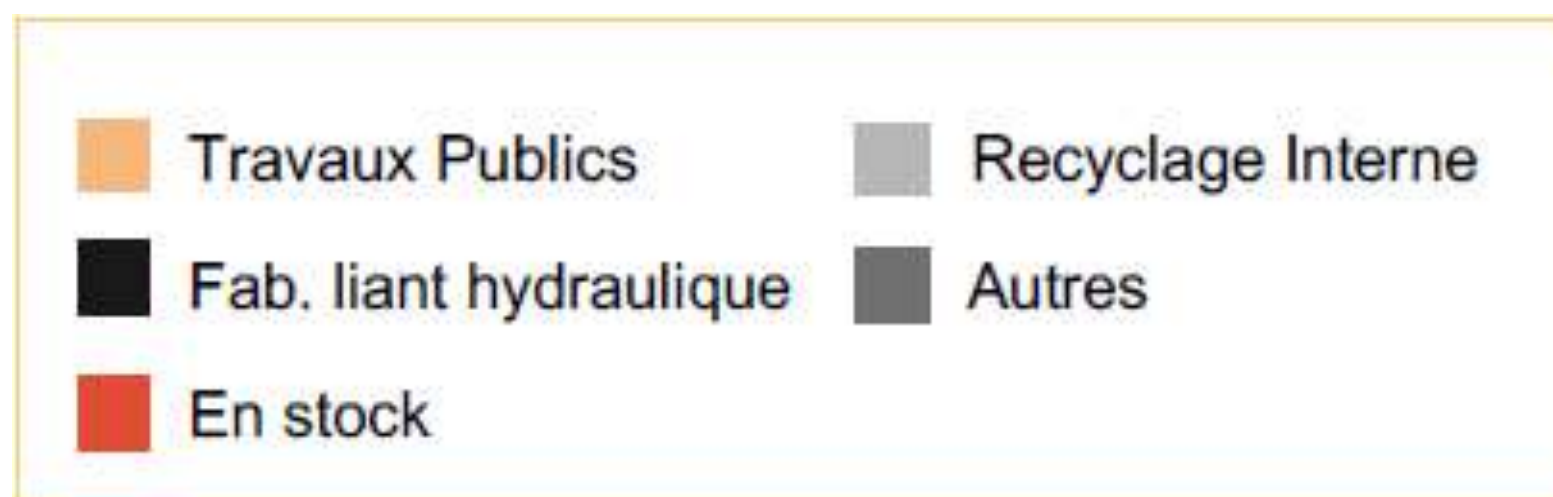 Travaux Publics
Fab. liant hydraulique
En stock
Recyclage Interne
Autres